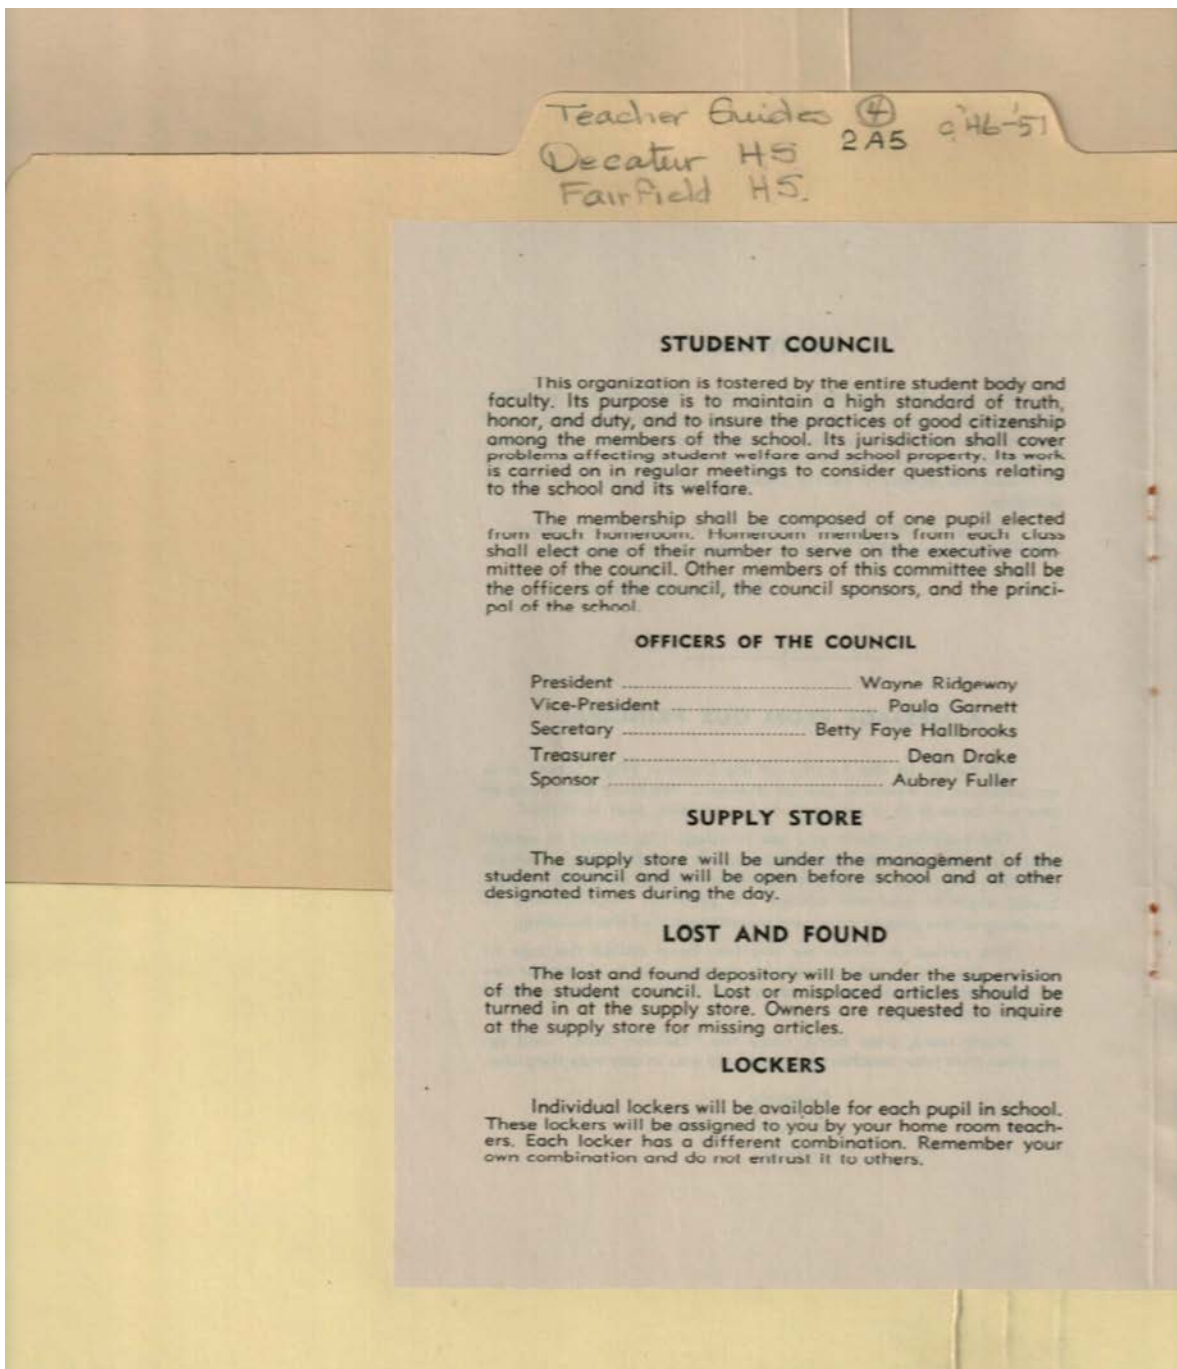 Teacher Guides ④ c '46-'51
2A5
Decatur HS
Fairfield HS.
STUDENT COUNCIL
This organization is fostered by the entire student body and
faculty. Its purpose is to maintain a high standard of truth,
honor, and duty, and to insure the practices of good citizenship
among the members of the school. Its jurisdiction shall cover
problems affecting student welfare and school property. Its work
is carried on in regular meetings to consider questions relating
to the school and its welfare.
The membership shall be composed of one pupil elected
from each homeroom. Homeroom members from each class
shall elect one of their number to serve on the executive com-
mittee of the council. Other members of this committee shall be
the officers of the council, the council sponsors, and the princi-
pal of the school.
OFFICERS OF THE COUNCIL
President ........ Wayne Ridgeway
Vice-President ........ Paula Garnett
Secretary ........ Betty Faye Hallbrooks
Treasurer ........ Dean Drake
Sponsor ........ Aubrey Fuller
SUPPLY STORE
The supply store will be under the management of the
student council and will be open before school and at other
designated times during the day.
LOST AND FOUND
The lost and found depository will be under the supervision
of the student council. Lost or misplaced articles should be
turned in at the supply store. Owners are requested to inquire
at the supply store for missing articles.
LOCKERS
Individual lockers will be available for each pupil in school.
These lockers will be assigned to you by your home room teach-
ers. Each locker has a different combination. Remember your
own combination and do not entrust it to others.